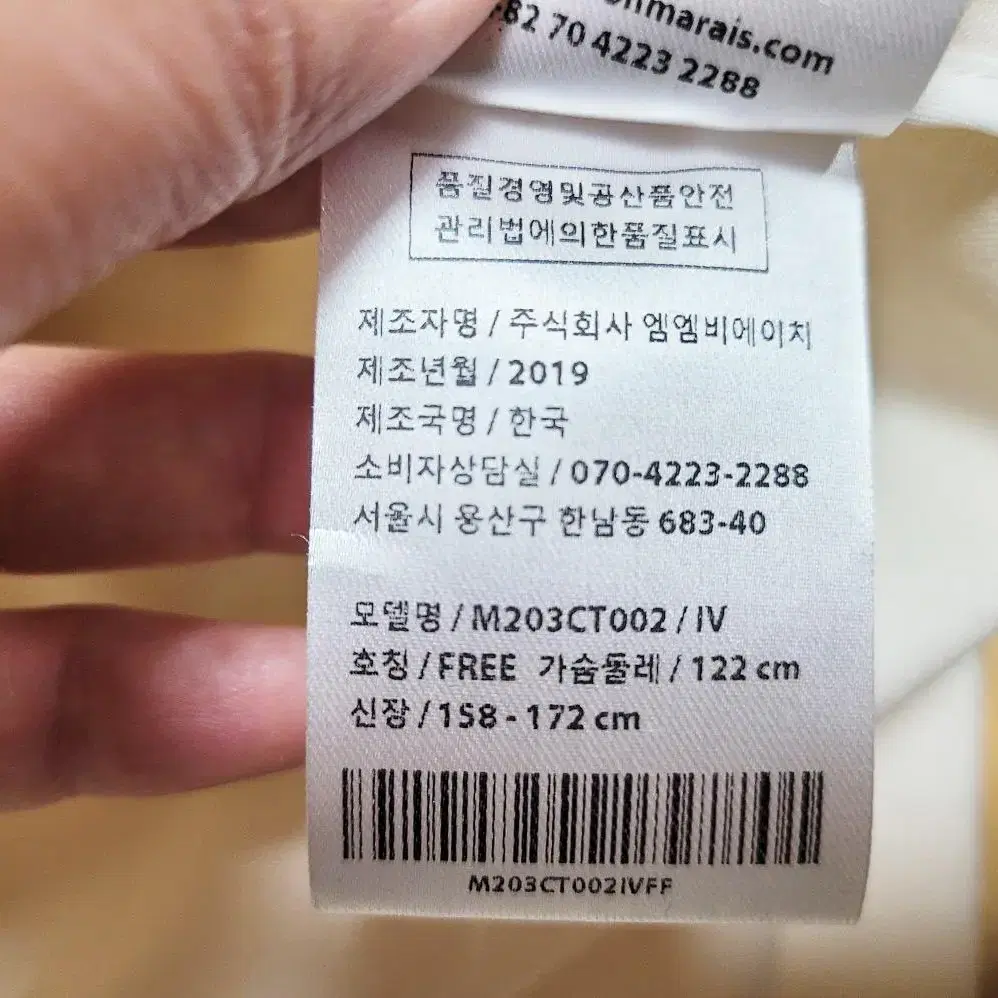 marais.com
82 70 4223 2288
품질경영및공산품안전
관리법에의한품질표시
제조자명 / 주식회사 엠엠비에이치
제조년월 / 2019
제조국명 / 한국
소비자상담실 / 070-4223-2288
서울시 용산구 한남동 683-40
모델명 / M203CT002 / IV
호칭 / FREE 가슴둘레 / 122 cm
신장 / 158 - 172 cm
M203CT002IVFF